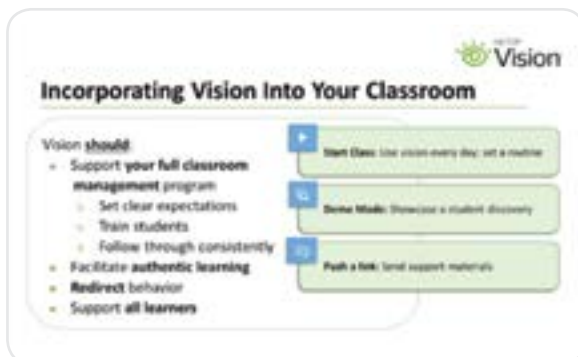 Vision
Incorporating Vision Into Your Classroom
Vision should:
Support your full classroom
management program
Set clear expectations
Train students
Follow through consistently
Facilitate authentic learning
Redirect behavior
Support all learners
Start Class: Use vision every day; set a routine
Demo Mode: Showcase a student discovery
Push a link: Send support materials